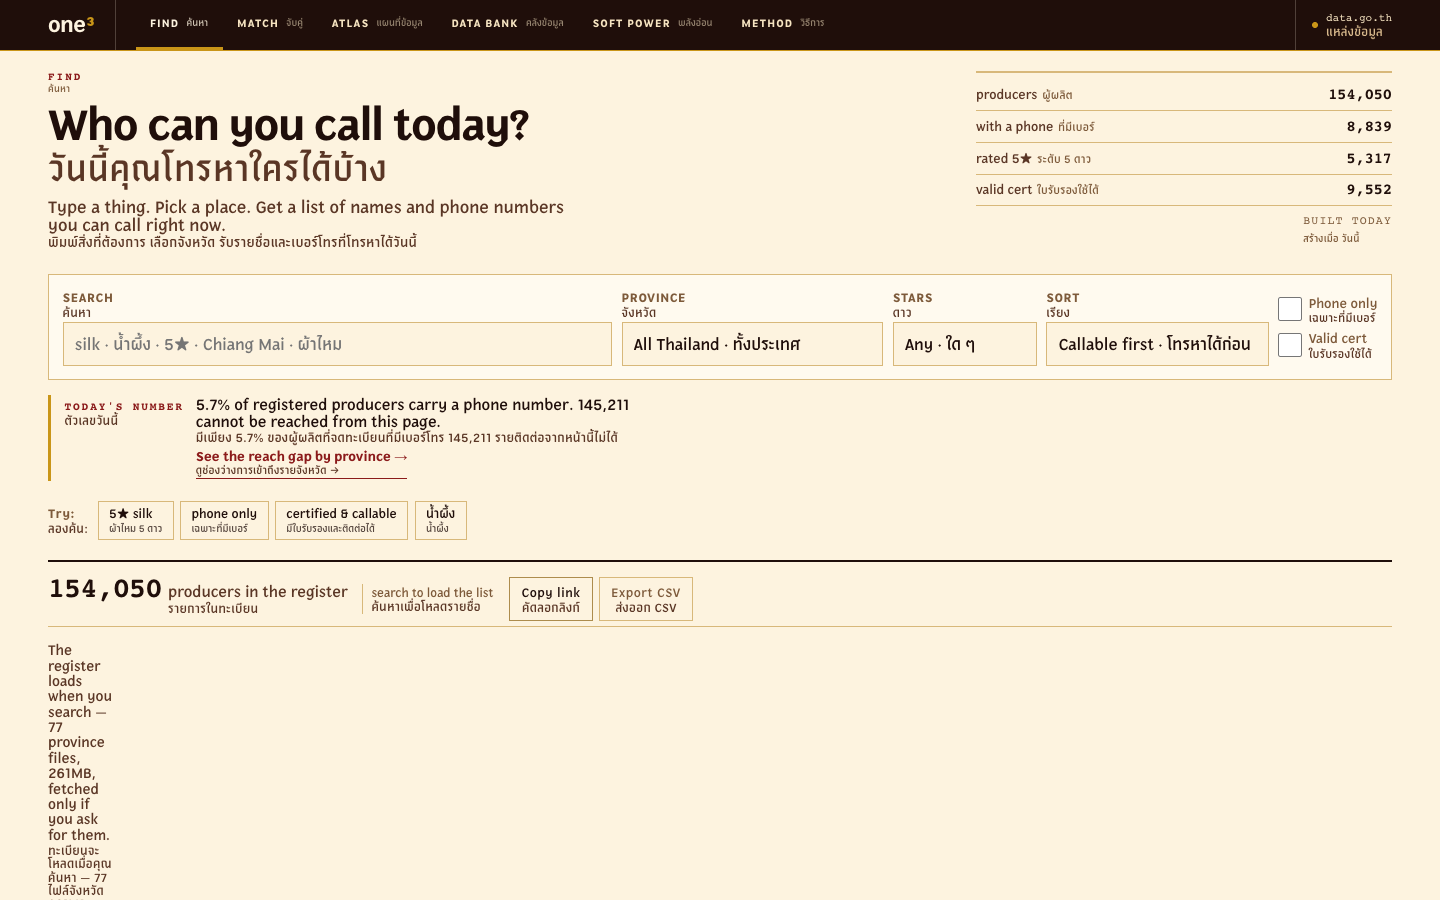 one³
FIND ค้นหา
MATCH จับคู่
ATLAS แผนที่ข้อมูล
DATA BANK คลังข้อมูล
SOFT POWER พลังอ่อน
METHOD วิธีการ
data.go.th
แหล่งข้อมูล
FIND
ค้นหา
Who can you call today?
วันนี้คุณโทรหาใครได้บ้าง
Type a thing. Pick a place. Get a list of names and phone numbers
you can call right now.
พิมพ์สิ่งที่ต้องการ เลือกจังหวัด รับรายชื่อและเบอร์โทรที่โทรหาได้วันนี้
producers ผู้ผลิต 154,050
with a phone ที่มีเบอร์ 8,839
rated 5★ ระดับ 5 ดาว 5,317
valid cert ใบรับรองใช้ได้ 9,552
BUILT TODAY
สร้างเมื่อ วันนี้
SEARCH
ค้นหา
silk · น้ำผึ้ง · 5★ · Chiang Mai · ผ้าไหม
PROVINCE
จังหวัด
All Thailand · ทั้งประเทศ
STARS
ดาว
Any · ใด ๆ
SORT
เรียง
Callable first · โทรหาได้ก่อน
Phone only
เฉพาะที่มีเบอร์
Valid cert
ใบรับรองใช้ได้
TODAY'S NUMBER
ตัวเลขวันนี้
5.7% of registered producers carry a phone number. 145,211
cannot be reached from this page.
มีเพียง 5.7% ของผู้ผลิตที่จดทะเบียนที่มีเบอร์โทร 145,211 รายติดต่อจากหน้านี้ไม่ได้
See the reach gap by province →
ดูช่องว่างการเข้าถึงรายจังหวัด →
Try:
ลองค้น:
5★ silk
ผ้าไหม 5 ดาว
phone only
เฉพาะที่มีเบอร์
certified & callable
มีใบรับรองและติดต่อได้
น้ำผึ้ง
น้ำผึ้ง
154,050 producers in the register
รายการในทะเบียน
search to load the list
ค้นหาเพื่อโหลดรายชื่อ
Copy link
คัดลอกลิงก์
Export CSV
ส่งออก CSV
The
register
loads
when you
search —
77
province
files,
261MB,
fetched
only if
you ask
for them.
ทะเบียนจะ
โหลดเมื่อคุณ
ค้นหา — 77
ไฟล์จังหวัด